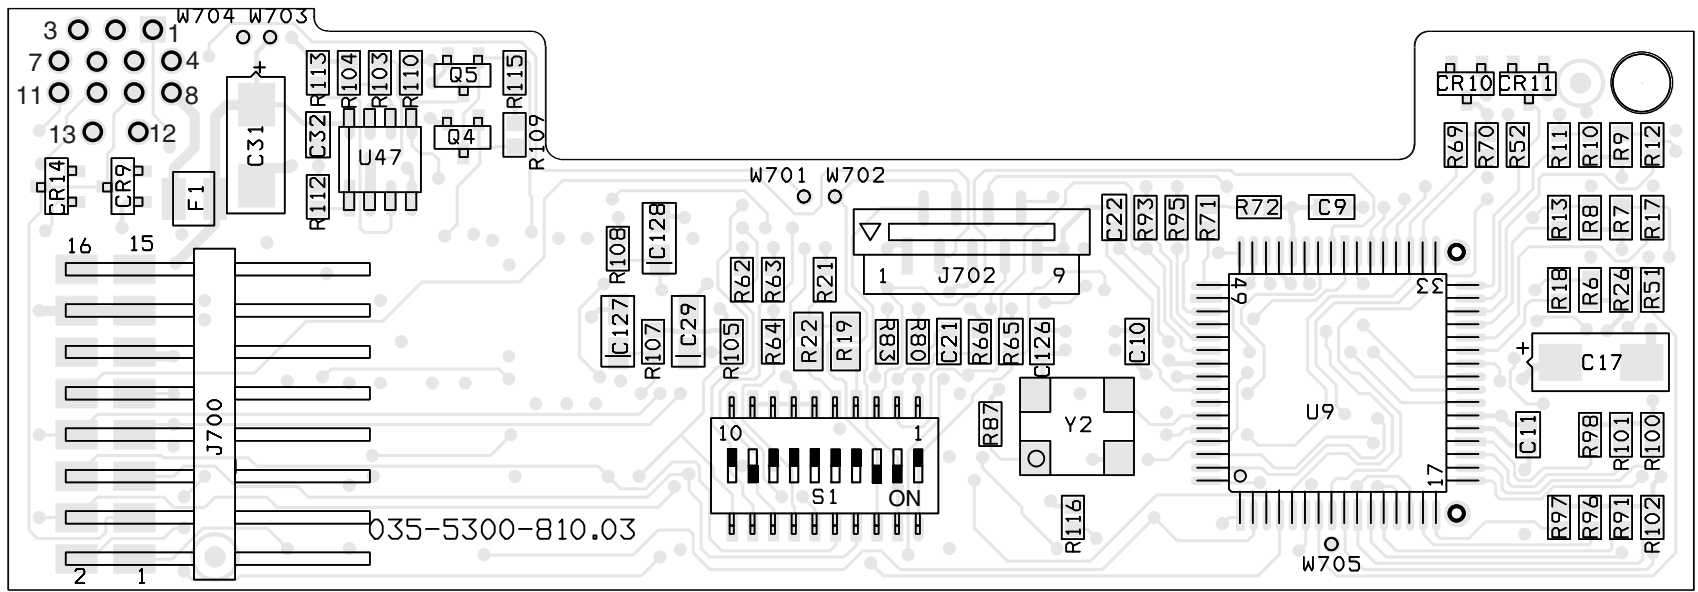 W704 W703
3 1
7 4
11 8
13 12
+
R113 R104 R103 R110 Q5 R115
C31 C32 U47 Q4 R109
CR14 CR9 F1 R112
CR10 CR11
R69 R70 R52 R11 R10 R9 R12
W701 W702
C22 R93 R95 R71 R72 C9 R13 R8 R7 R17
16 15
R108 C128 R62 R63 R21
1 J702 9
49 33
R18 R6 R26 R51
C127 R107 C29 R105 R64 R22 R19 R83 R80 C21 R66 R65 C126 C10
+ C17
J700
10 1
R87 Y2 U9
C11 R98 R101 R100
S1 ON
17
035-5300-810.03
R116
R97 R96 R91 R102
W705
2 1